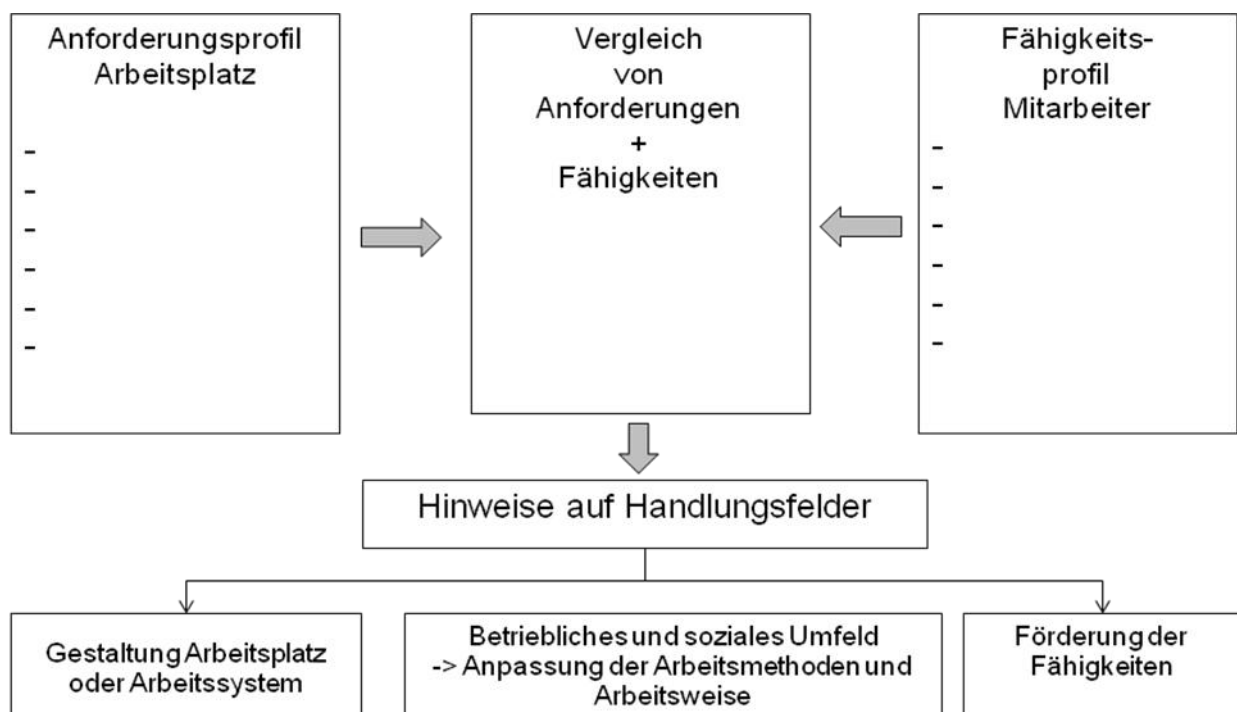 Anforderungsprofil
Arbeitsplatz
-
-
-
-
-
-
Vergleich
von
Anforderungen
+
Fähigkeiten
Fähigkeits-
profil
Mitarbeiter
-
-
-
-
-
-
Hinweise auf Handlungsfelder
Gestaltung Arbeitsplatz
oder Arbeitssystem
Betriebliches und soziales Umfeld
-> Anpassung der Arbeitsmethoden und
Arbeitsweise
Förderung der
Fähigkeiten